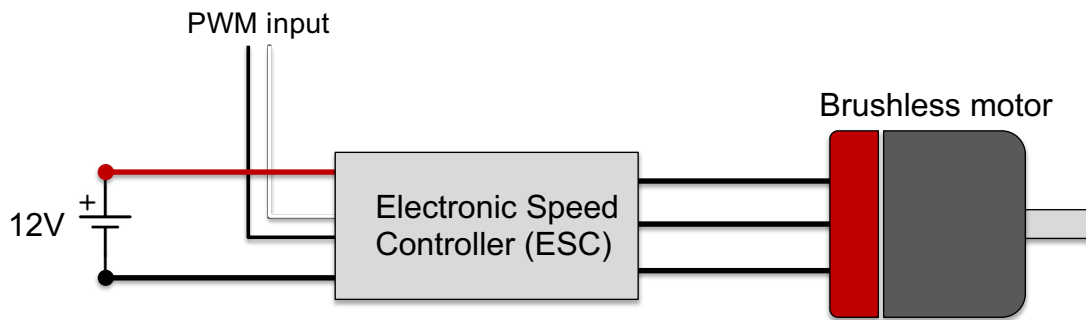 PWM input
Brushless motor
+
12V
Electronic Speed
Controller (ESC)